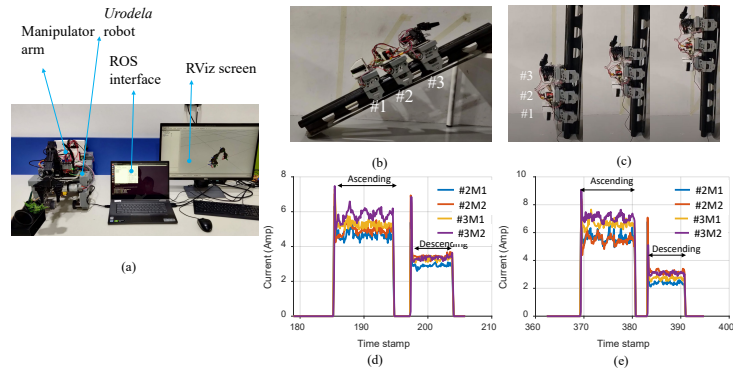 Urodela
Manipulator robot
arm
ROS
interface
RViz screen
(a)
#1
#2
#3
(b)
#3
#2
#1
(c)
8
6
4
2
0
Current (Amp)
Ascending
Descending
#2M1
#2M2
#3M1
#3M2
180
190
200
210
Time stamp
(d)
10
8
6
4
2
0
Current (Amp)
Ascending
Descending
#2M1
#2M2
#3M1
#3M2
360
370
380
390
400
Time stamp
(e)